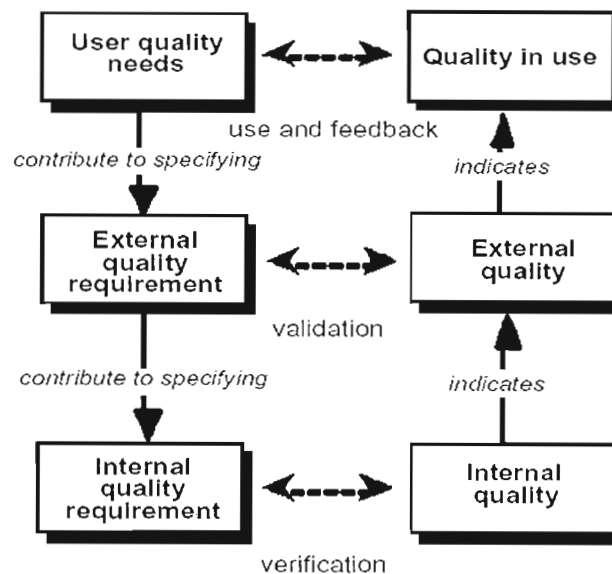 User quality
needs
Quality in use
use and feedback
contribute to specifying
indicates
External
quality
requirement
External
quality
validation
contribute to specifying
indicates
Internal
quality
requirement
Internal
quality
verification